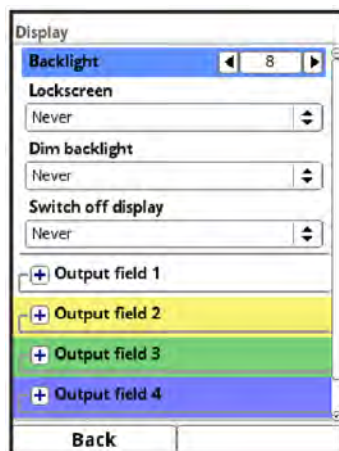 Display
Backlight 8
Lockscreen
Never
Dim backlight
Never
Switch off display
Never
Output field 1
Output field 2
Output field 3
Output field 4
Back